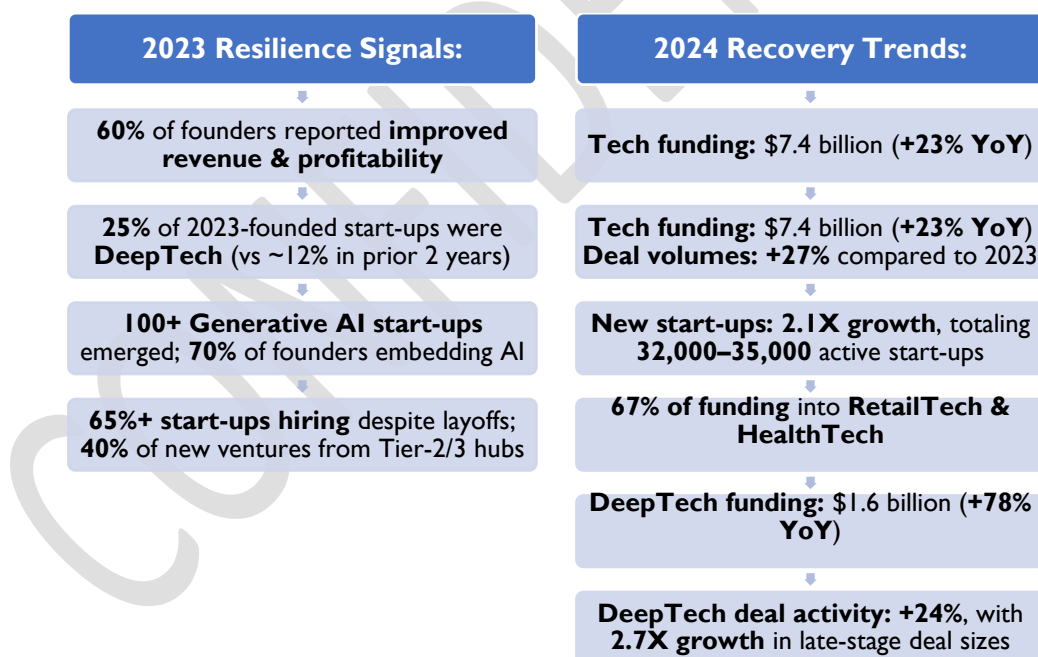 2023 Resilience Signals:
60% of founders reported improved
revenue & profitability
25% of 2023-founded start-ups were
DeepTech (vs ~12% in prior 2 years)
100+ Generative AI start-ups
emerged; 70% of founders embedding AI
65%+ start-ups hiring despite layoffs;
40% of new ventures from Tier-2/3 hubs
2024 Recovery Trends:
Tech funding: $7.4 billion (+23% YoY)
Tech funding: $7.4 billion (+23% YoY)
Deal volumes: +27% compared to 2023
New start-ups: 2.1X growth, totaling
32,000–35,000 active start-ups
67% of funding into RetailTech &
HealthTech
DeepTech funding: $1.6 billion (+78%
YoY)
DeepTech deal activity: +24%, with
2.7X growth in late-stage deal sizes